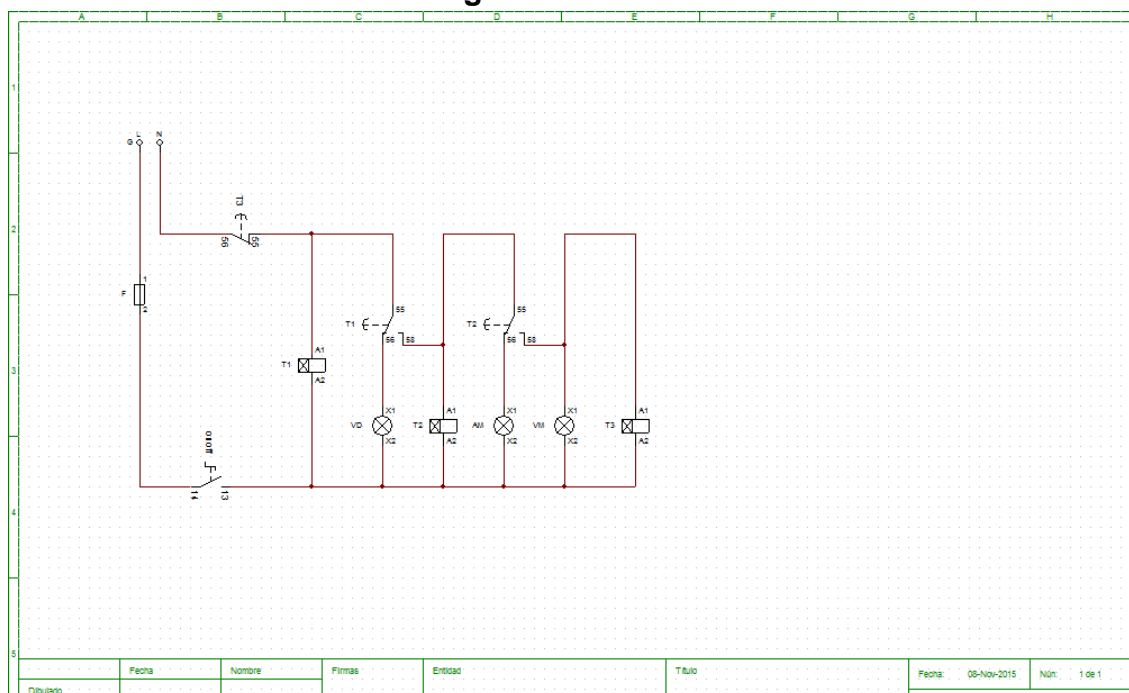 g
A B C D E F G H
1
L N
G
T3
2
56 55
1
F
2
55 55
T1 T2
56 58 56 58
A1
3
T1
A2
X1 A1 X1 X1 A1
VD T2 AM VM T3
X2 A2 X2 X2 A2
14 13
4
5
Fecha Nombre Firmas Entidad Título Fecha: 08-Nov-2015 Nún: 1 de 1
Dibujado